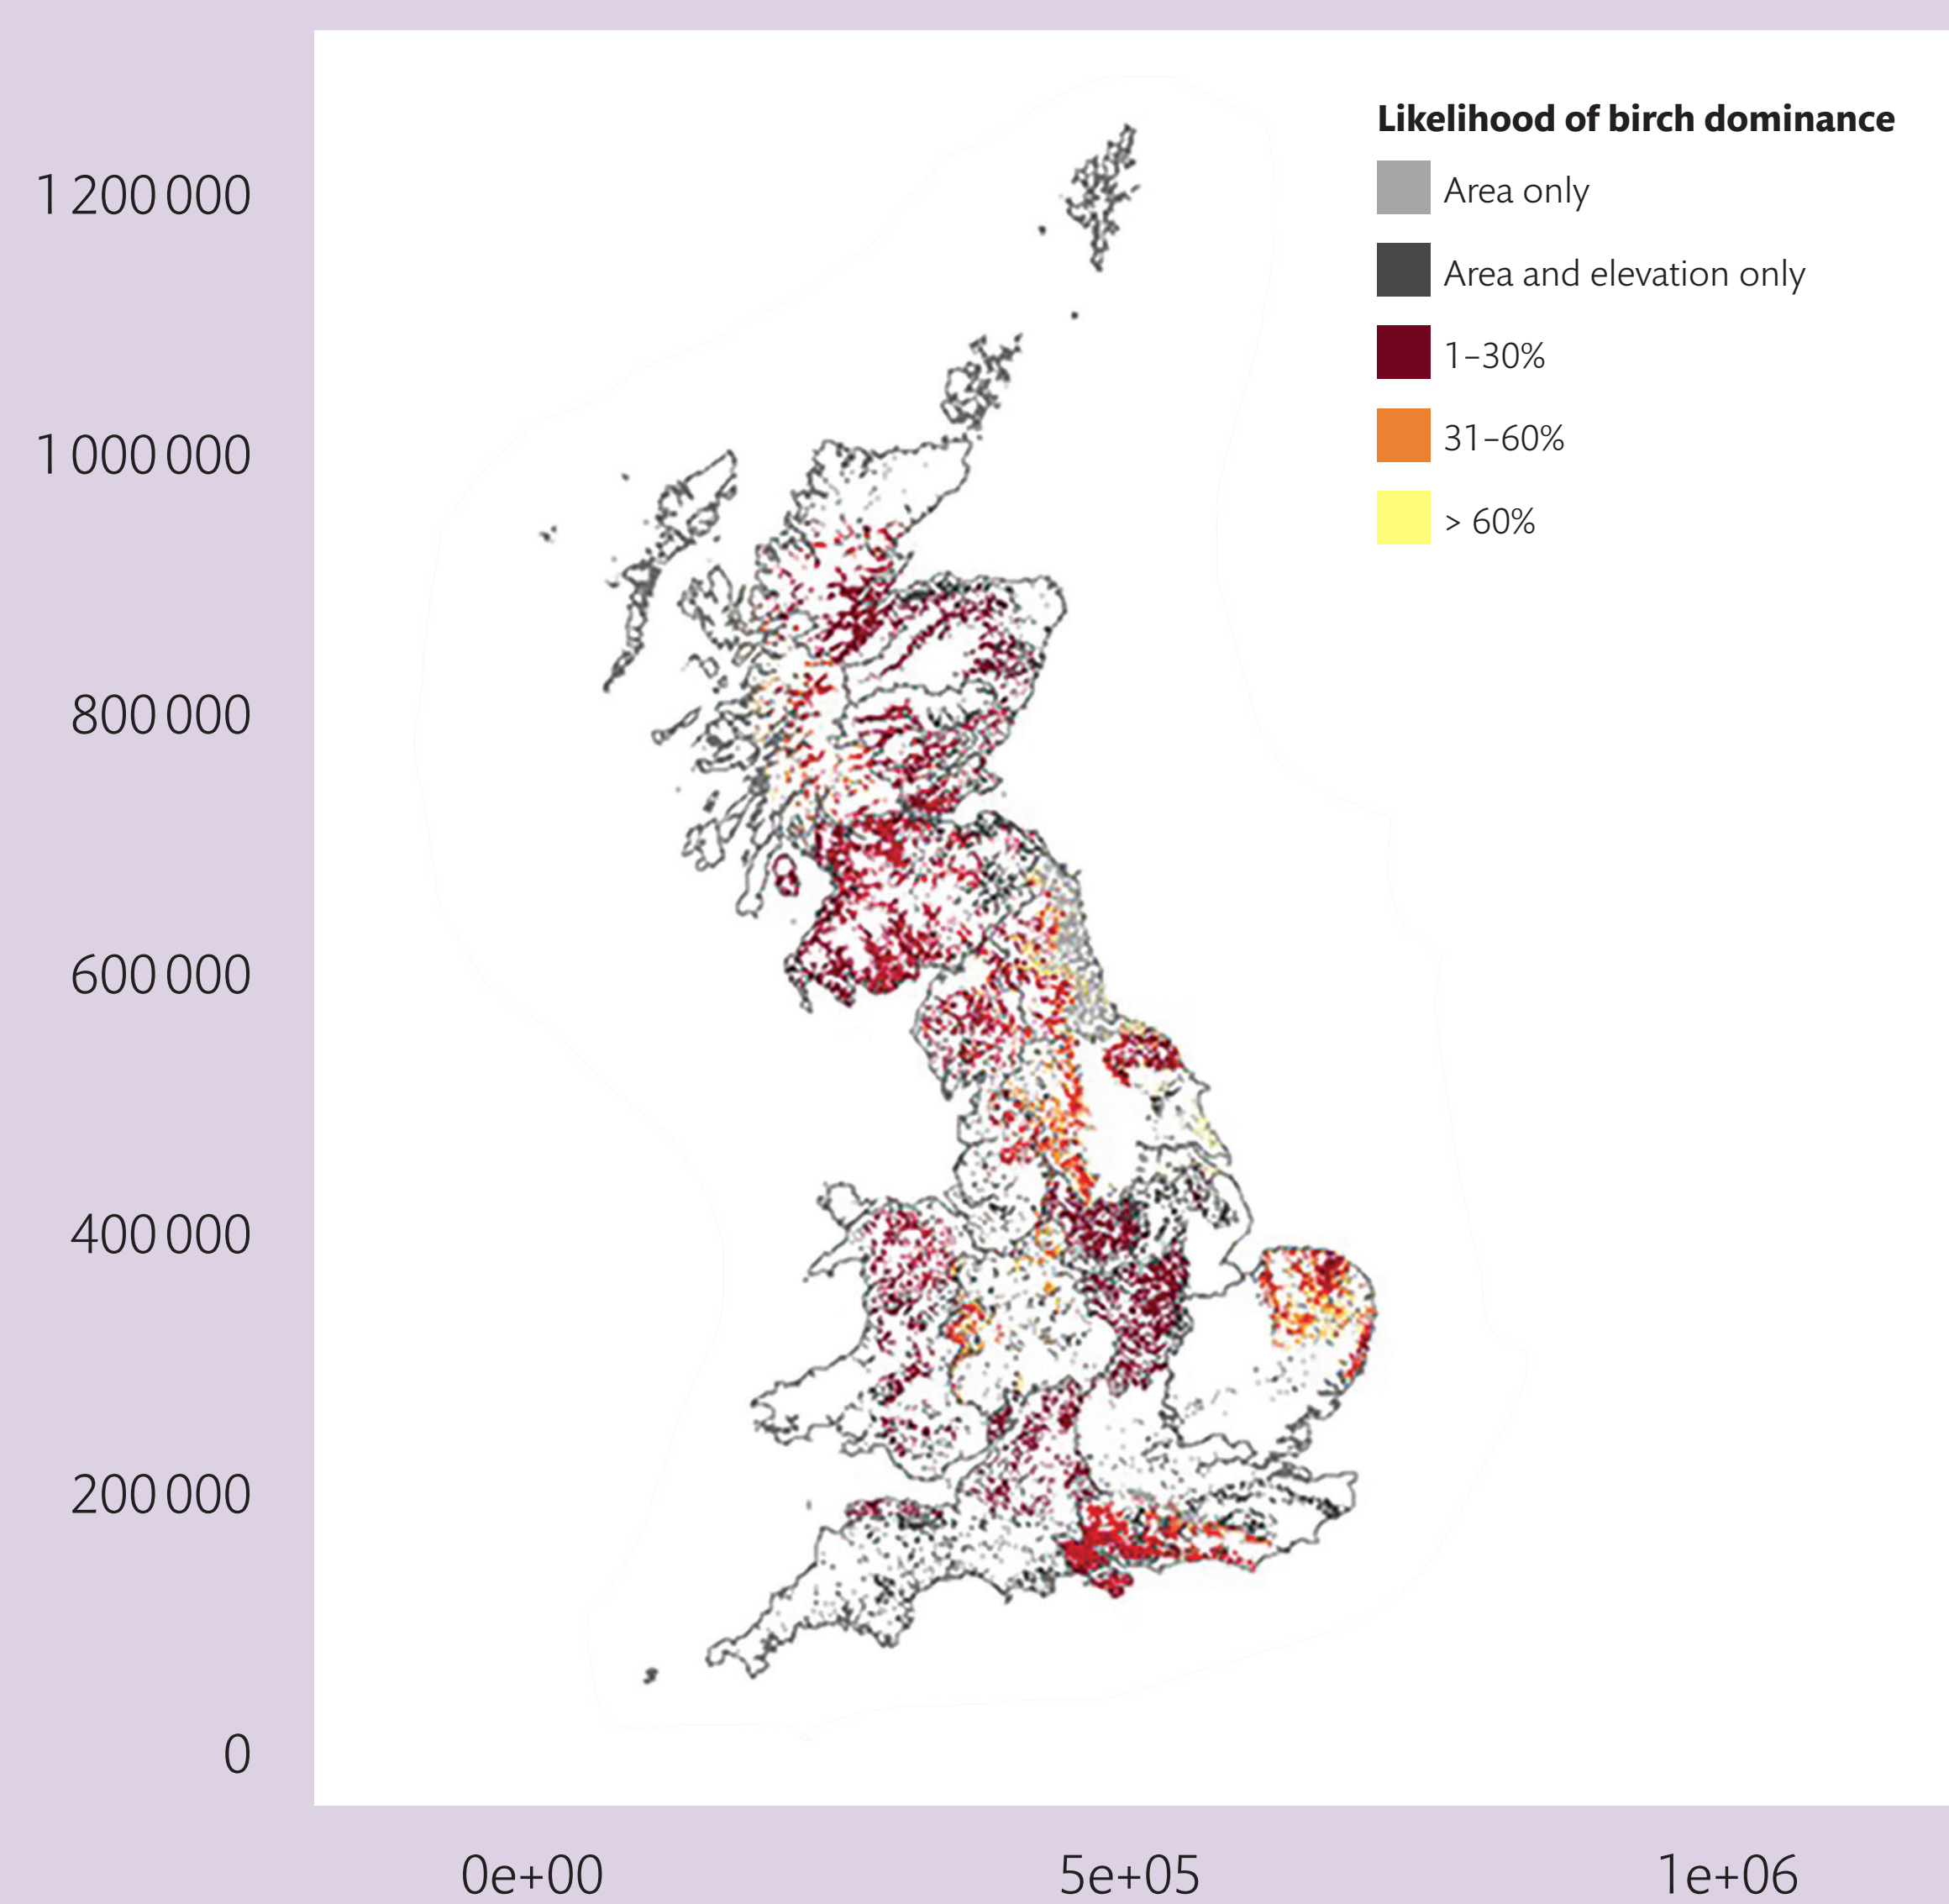 Likelihood of birch dominance
Area only
Area and elevation only
1–30%
31–60%
> 60%
1 200 000
1 000 000
800 000
600 000
400 000
200 000
0
0e+00 5e+05 1e+06